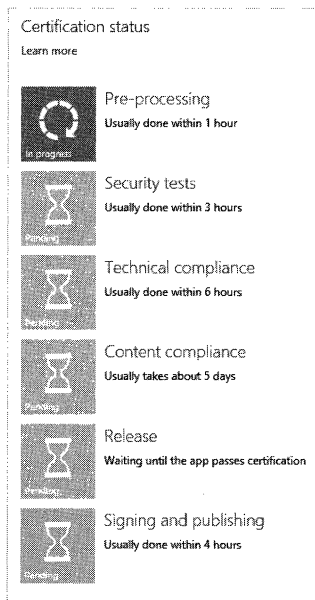 Certification status
Learn more
Pre-processing
Usually done within 1 hour
In progress
Security tests
Usually done within 3 hours
Pending
Technical compliance
Usually done within 6 hours
Pending
Content compliance
Usually takes about 5 days
Pending
Release
Waiting until the app passes certification
Pending
Signing and publishing
Usually done within 4 hours
Pending